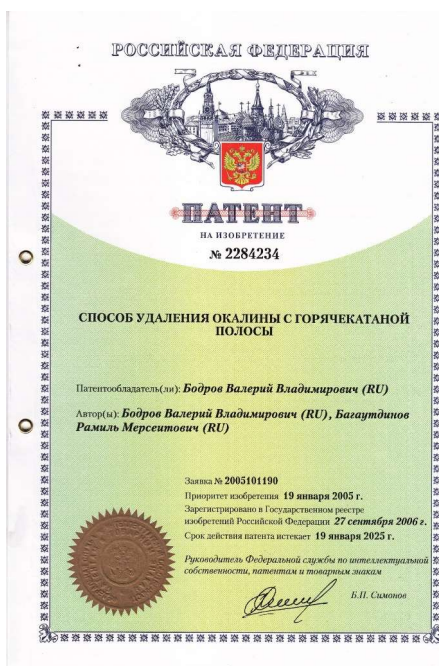 РОССИЙСКАЯ ФЕДЕРАЦИЯ
ПАТЕНТ
НА ИЗОБРЕТЕНИЕ
№ 2284234
СПОСОБ УДАЛЕНИЯ ОКАЛИНЫ С ГОРЯЧЕКАТАНОЙ
ПОЛОСЫ
Патентообладатель(ли): Бодров Валерий Владимирович (RU)
Автор(ы): Бодров Валерий Владимирович (RU), Багаутдинов
Рамиль Мерсеитович (RU)
Заявка № 2005101190
Приоритет изобретения 19 января 2005 г.
Зарегистрировано в Государственном реестре
изобретений Российской Федерации 27 сентября 2006 г.
Срок действия патента истекает 19 января 2025 г.
Руководитель Федеральной службы по интеллектуальной
собственности, патентам и товарным знакам
Б.П. Симонов